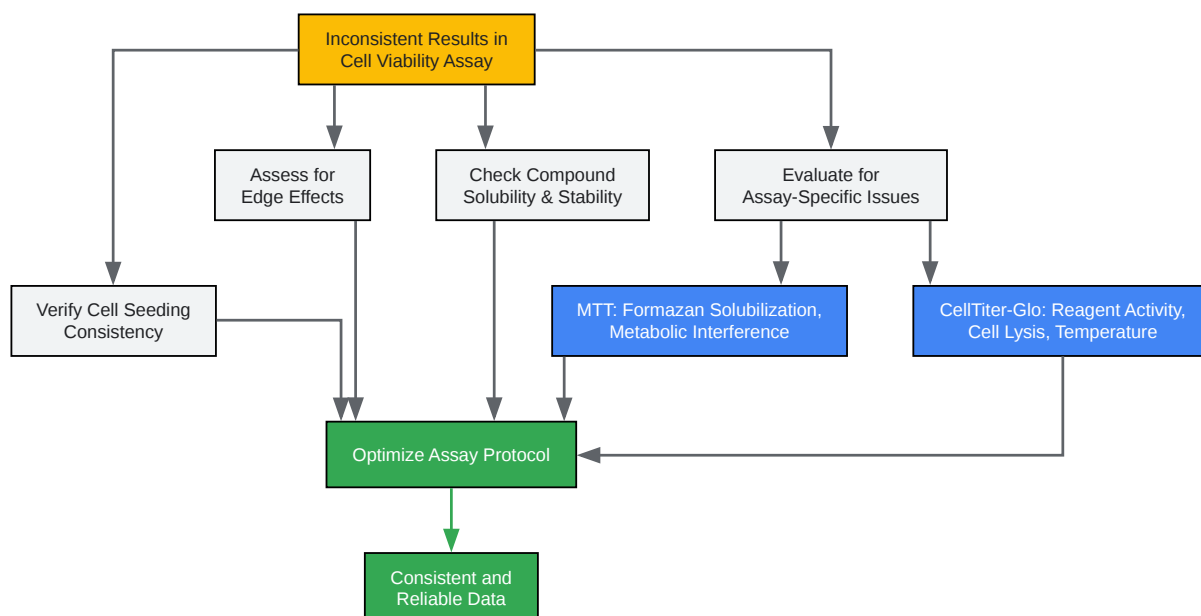 Inconsistent Results in
Cell Viability Assay
Assess for
Edge Effects
Check Compound
Solubility & Stability
Evaluate for
Assay-Specific Issues
Verify Cell Seeding
Consistency
MTT: Formazan Solubilization,
Metabolic Interference
CellTiter-Glo: Reagent Activity,
Cell Lysis, Temperature
Optimize Assay Protocol
Consistent and
Reliable Data